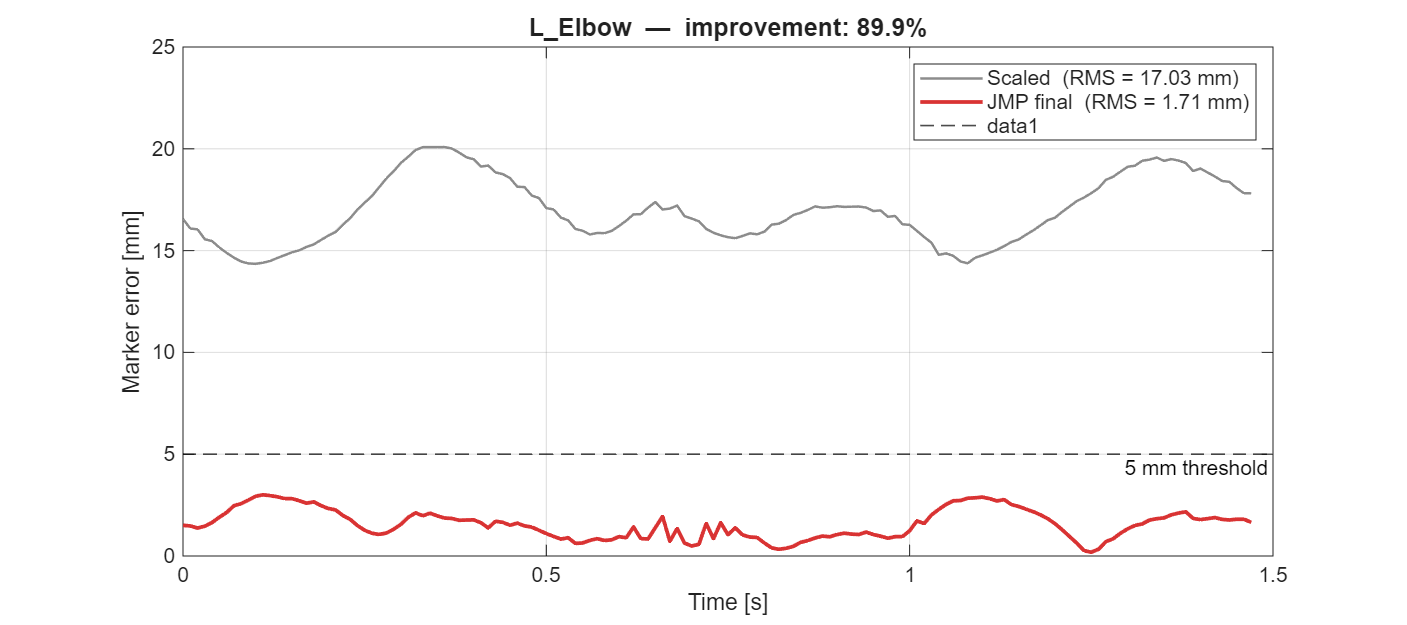 L_Elbow — improvement: 89.9%
25
20
15
10
5
0
Marker error [mm]
Scaled (RMS = 17.03 mm)
JMP final (RMS = 1.71 mm)
data1
5 mm threshold
0 0.5 1 1.5
Time [s]